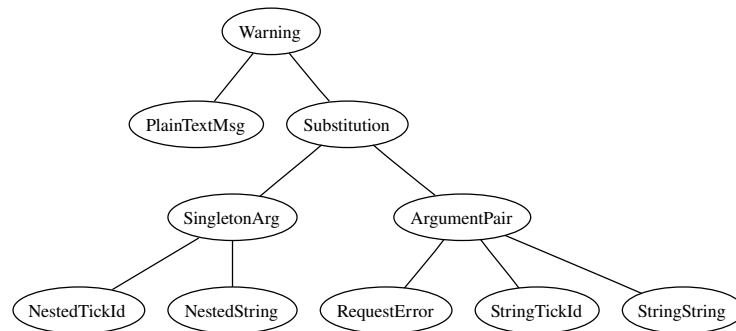 Warning
PlainTextMsg Substitution
SingletonArg ArgumentPair
NestedTickId NestedString RequestError StringTickId StringString